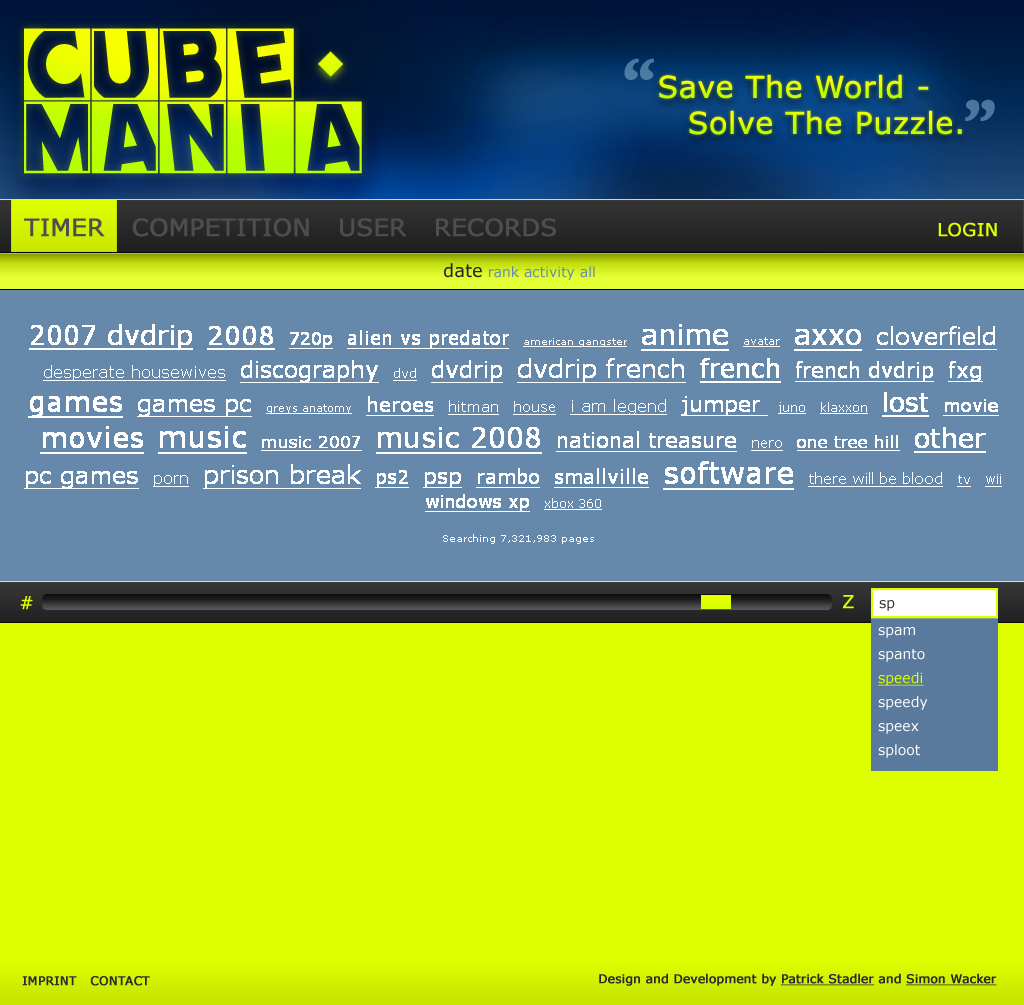 CUBE
MANIA
“Save The World -
Solve The Puzzle.”
TIMER COMPETITION USER RECORDS LOGIN
date rank activity all
2007 dvdrip 2008 720p alien vs predator american gangster anime avatar axxo cloverfield
desperate housewives discography dvd dvdrip dvdrip french french french dvdrip fxg
games games pc greys anatomy heroes hitman house i am legend jumper juno klaxxon lost movie
movies music music 2007 music 2008 national treasure nero one tree hill other
pc games porn prison break ps2 psp rambo smallville software there will be blood tv wii
windows xp xbox 360
Searching 7,321,983 pages
# Z sp
spam
spanto
speedi
speedy
speex
sploot
IMPRINT CONTACT Design and Development by Patrick Stadler and Simon Wacker